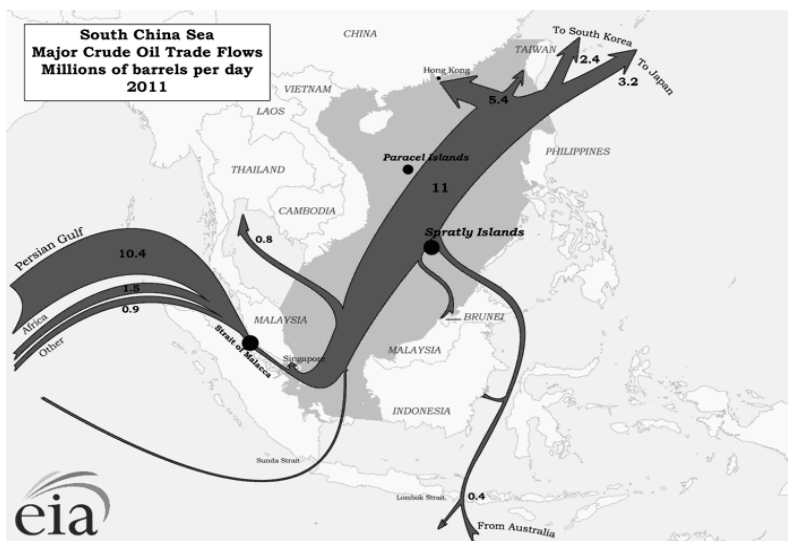 South China Sea
Major Crude Oil Trade Flows
Millions of barrels per day
2011
CHINA
TAIWAN
To South Korea
2.4
To Japan
3.2
Hong Kong
5.4
VIETNAM
LAOS
Paracel Islands
PHILIPPINES
THAILAND
11
CAMBODIA
Spratly Islands
0.8
Persian Gulf
10.4
1.5
Africa
0.9
Other
MALAYSIA
BRUNEI
Strait of Malacca
Singapore
MALAYSIA
INDONESIA
Sunda Strait
Lombok Strait.
0.4
From Australia
eia